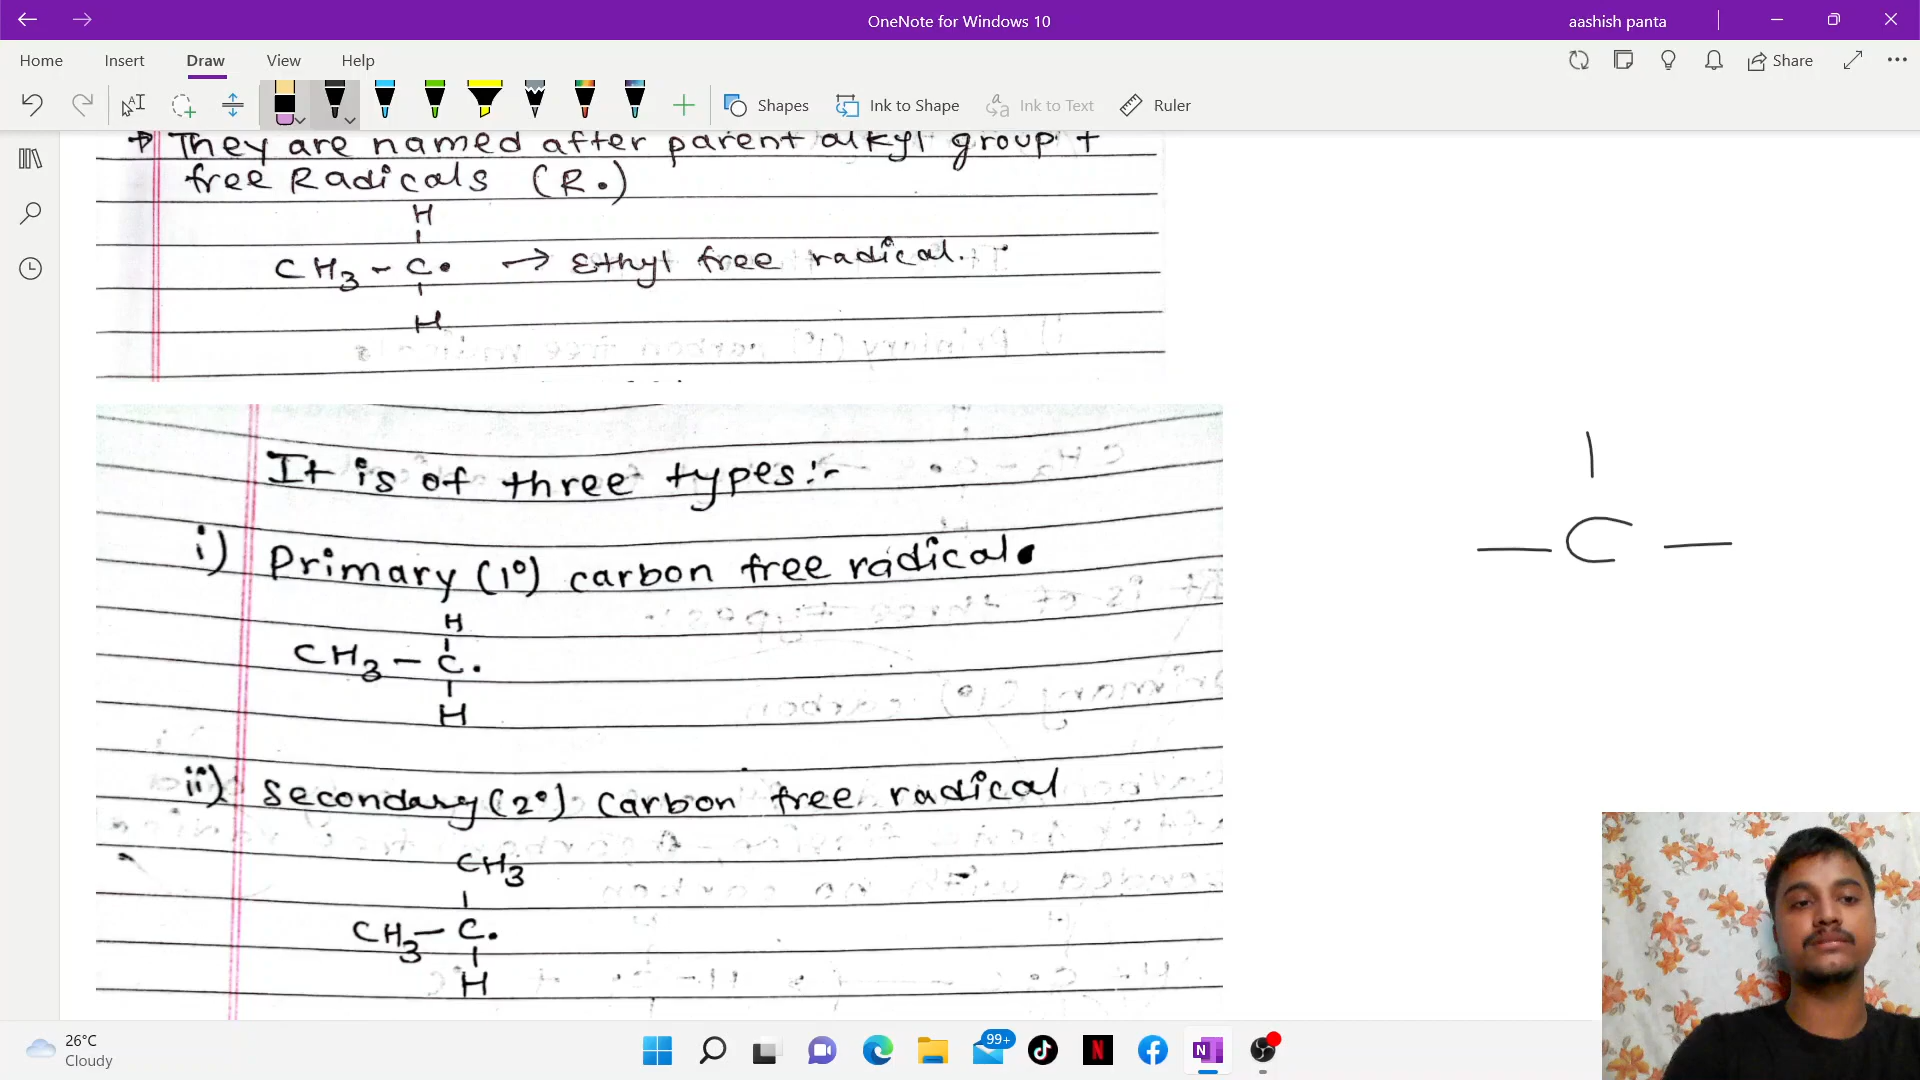 OneNote for Windows 10
aashish panta
Home Insert Draw View Help
Share
Shapes Ink to Shape Ink to Text Ruler
→ They are named after parent alkyl group +
free Radicals (R•)
H
CH3 - C• → Ethyl free radical.
H
It is of three types:-
i) Primary (1°) carbon free radical•
H
CH3 - C•
H
ii) Secondary (2°) carbon free radical
CH3
CH3 - C•
H
— C —
26°C
Cloudy
99+